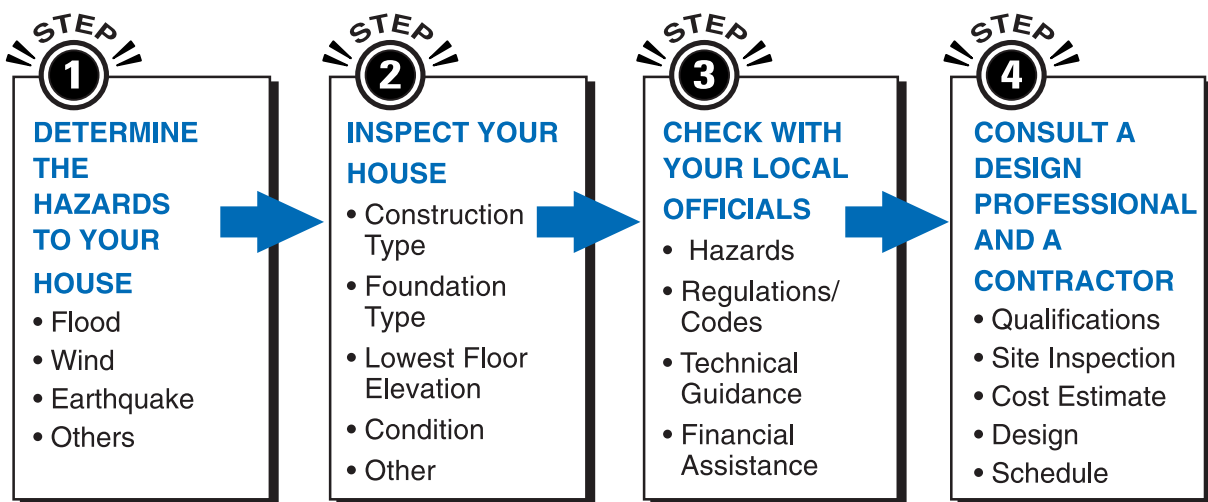 STEP
1
DETERMINE
THE
HAZARDS
TO YOUR
HOUSE
• Flood
• Wind
• Earthquake
• Others
STEP
2
INSPECT YOUR
HOUSE
• Construction
Type
• Foundation
Type
• Lowest Floor
Elevation
• Condition
• Other
STEP
3
CHECK WITH
YOUR LOCAL
OFFICIALS
• Hazards
• Regulations/
Codes
• Technical
Guidance
• Financial
Assistance
STEP
4
CONSULT A
DESIGN
PROFESSIONAL
AND A
CONTRACTOR
• Qualifications
• Site Inspection
• Cost Estimate
• Design
• Schedule